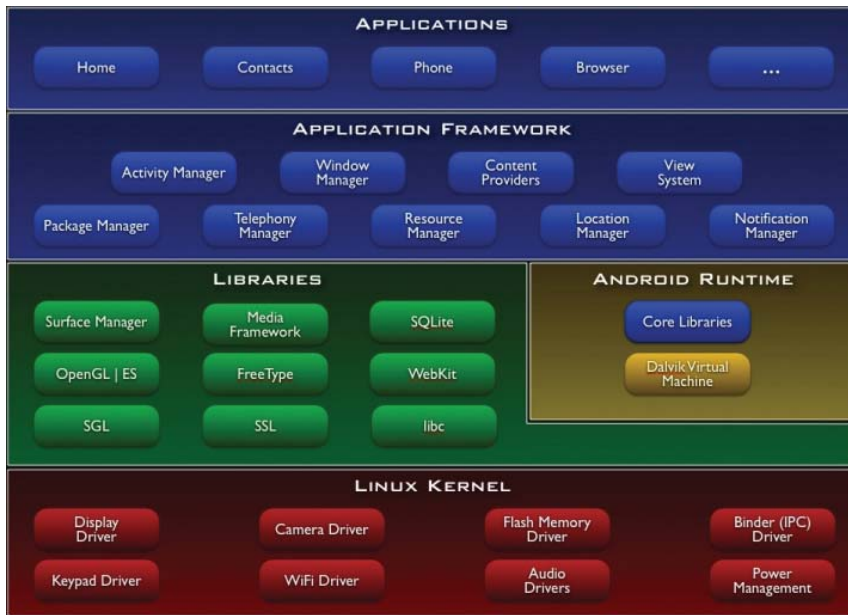 APPLICATIONS
Home
Contacts
Phone
Browser
...
APPLICATION FRAMEWORK
Activity Manager
Window
Manager
Content
Providers
View
System
Package Manager
Telephony
Manager
Resource
Manager
Location
Manager
Notification
Manager
LIBRARIES
Surface Manager
Media
Framework
SQLite
OpenGL | ES
FreeType
WebKit
SGL
SSL
libc
ANDROID RUNTIME
Core Libraries
Dalvik Virtual
Machine
LINUX KERNEL
Display
Driver
Camera Driver
Flash Memory
Driver
Binder (IPC)
Driver
Keypad Driver
WiFi Driver
Audio
Drivers
Power
Management